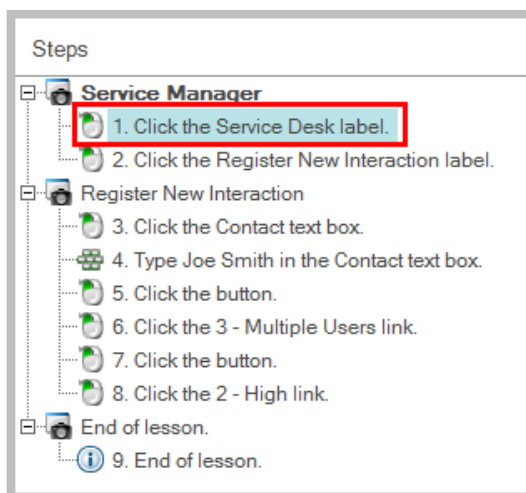 Steps
Service Manager
1. Click the Service Desk label.
2. Click the Register New Interaction label.
Register New Interaction
3. Click the Contact text box.
4. Type Joe Smith in the Contact text box.
5. Click the button.
6. Click the 3 - Multiple Users link.
7. Click the button.
8. Click the 2 - High link.
End of lesson.
9. End of lesson.